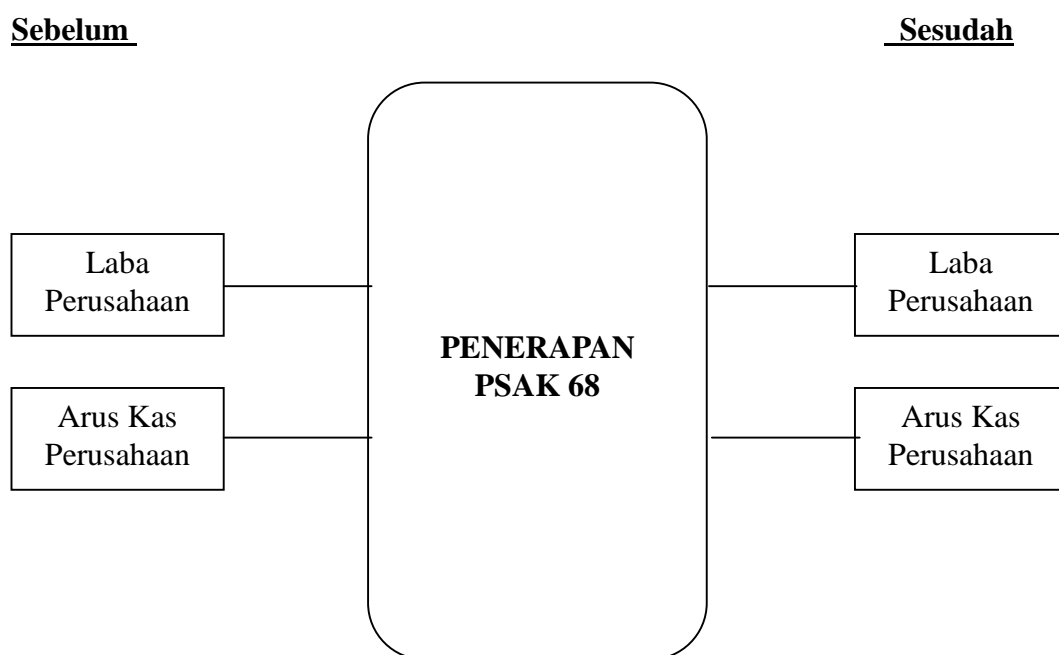 Sebelum
Sesudah
Laba
Perusahaan
Arus Kas
Perusahaan
PENERAPAN
PSAK 68
Laba
Perusahaan
Arus Kas
Perusahaan